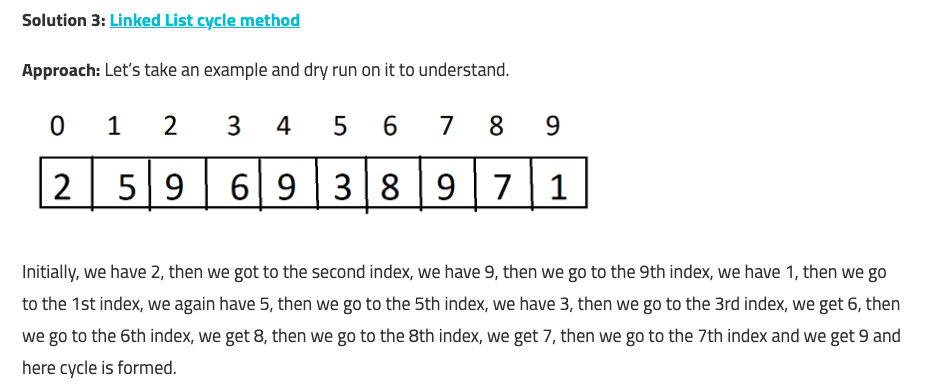 Solution 3: Linked List cycle method
Approach: Let's take an example and dry run on it to understand.
0 1 2 3 4 5 6 7 8 9
2 5 9 6 9 3 8 9 7 1
Initially, we have 2, then we got to the second index, we have 9, then we go to the 9th index, we have 1, then we go
to the 1st index, we again have 5, then we go to the 5th index, we have 3, then we go to the 3rd index, we get 6, then
we go to the 6th index, we get 8, then we go to the 8th index, we get 7, then we go to the 7th index and we get 9 and
here cycle is formed.